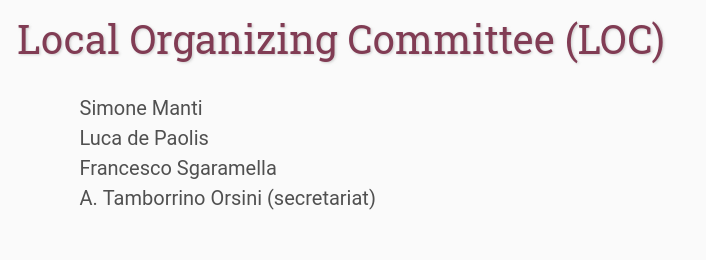 Local Organizing Committee (LOC)
Simone Manti
Luca de Paolis
Francesco Sgaramella
A. Tamborrino Orsini (secretariat)